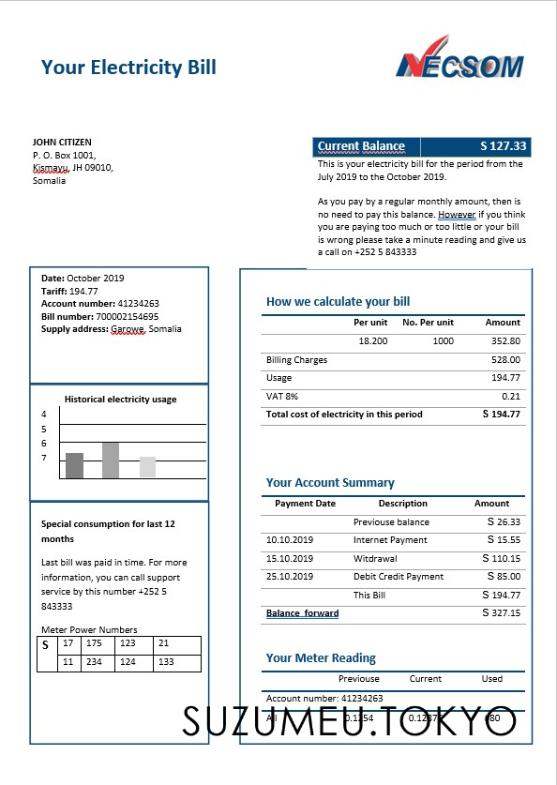 Your Electricity Bill
NECSOM
JOHN CITIZEN
P. O. Box 1001,
Kismayu, JH 09010,
Somalia
Current Balance $ 127.33
This is your electricity bill for the period from the
July 2019 to the October 2019.
As you pay by a regular monthly amount, then is
no need to pay this balance. However if you think
you are paying too much or too little or your bill
is wrong please take a minute reading and give us
a call on +252 5 843333
Date: October 2019
Tariff: 194.77
Account number: 41234263
Bill number: 700002154695
Supply address: Garowe, Somalia
Historical electricity usage
4
5
6
7
Special consumption for last 12
months
Last bill was paid in time. For more
information, you can call support
service by this number +252 5
843333
Meter Power Numbers
S 17 175 123 21
11 234 124 133
How we calculate your bill
Per unit No. Per unit Amount
18.200 1000 352.80
Billing Charges 528.00
Usage 194.77
VAT 8% 0.21
Total cost of electricity in this period $ 194.77
Your Account Summary
Payment Date Description Amount
Previouse balance $ 26.33
10.10.2019 Internet Payment $ 15.55
15.10.2019 Witdrawal $ 110.15
25.10.2019 Debit Credit Payment $ 85.00
This Bill $ 194.77
Balance forward $ 327.15
Your Meter Reading
Previouse Current Used
Account number: 41234263
SUZUMEU.TOKYO